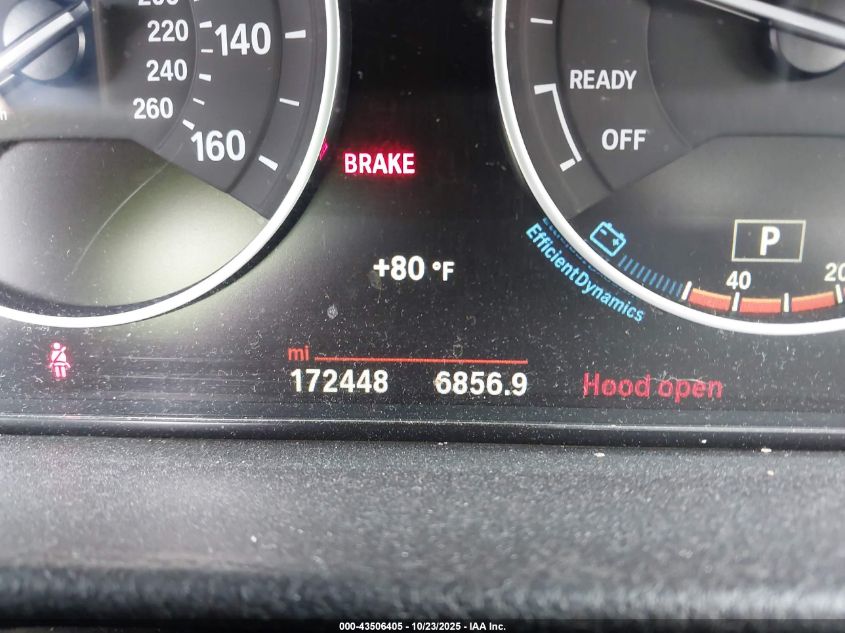 220
240
260
140
160
BRAKE
READY
OFF
+80 °F
EfficientDynamics
P
40
20
mi
172448 6856.9
Hood open
000-43506405 - 10/23/2025 - IAA Inc.